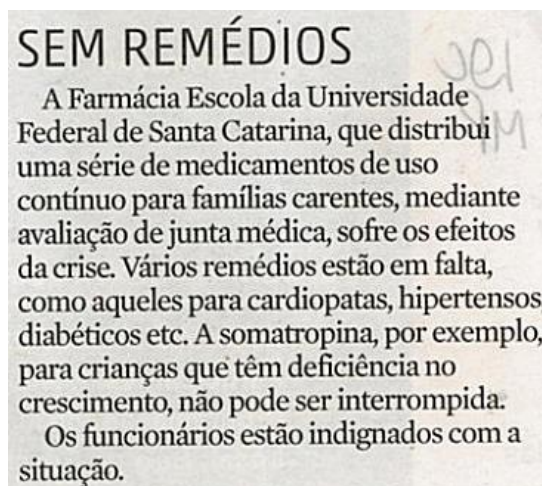 SEM REMÉDIOS
A Farmácia Escola da Universidade
Federal de Santa Catarina, que distribui
uma série de medicamentos de uso
contínuo para famílias carentes, mediante
avaliação de junta médica, sofre os efeitos
da crise. Vários remédios estão em falta,
como aqueles para cardiopatas, hipertensos
diabéticos etc. A somatropina, por exemplo,
para crianças que têm deficiência no
crescimento, não pode ser interrompida.
Os funcionários estão indignados com a
situação.